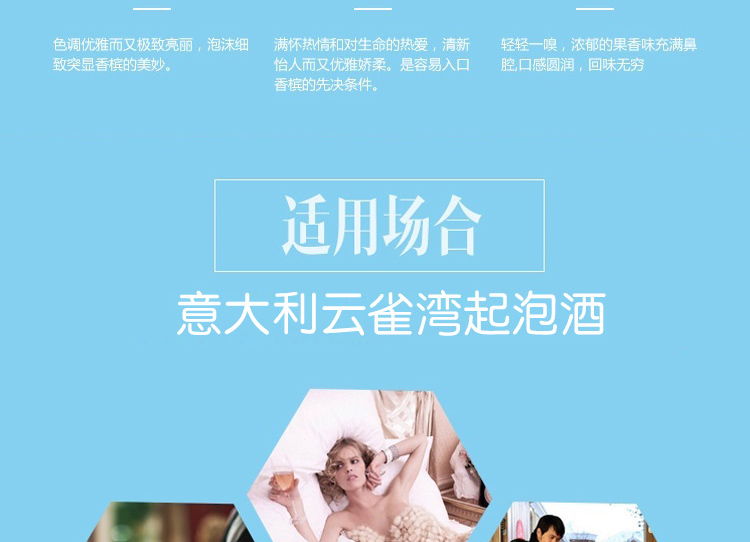 色调优雅而又极致亮丽，泡沫细
致突显香槟的美妙。
满怀热情和对生命的热爱，清新
怡人而又优雅娇柔。是容易入口
香槟的先决条件。
轻轻一嗅，浓郁的果香味充满鼻
腔,口感圆润，回味无穷
适用场合
意大利云雀湾起泡酒